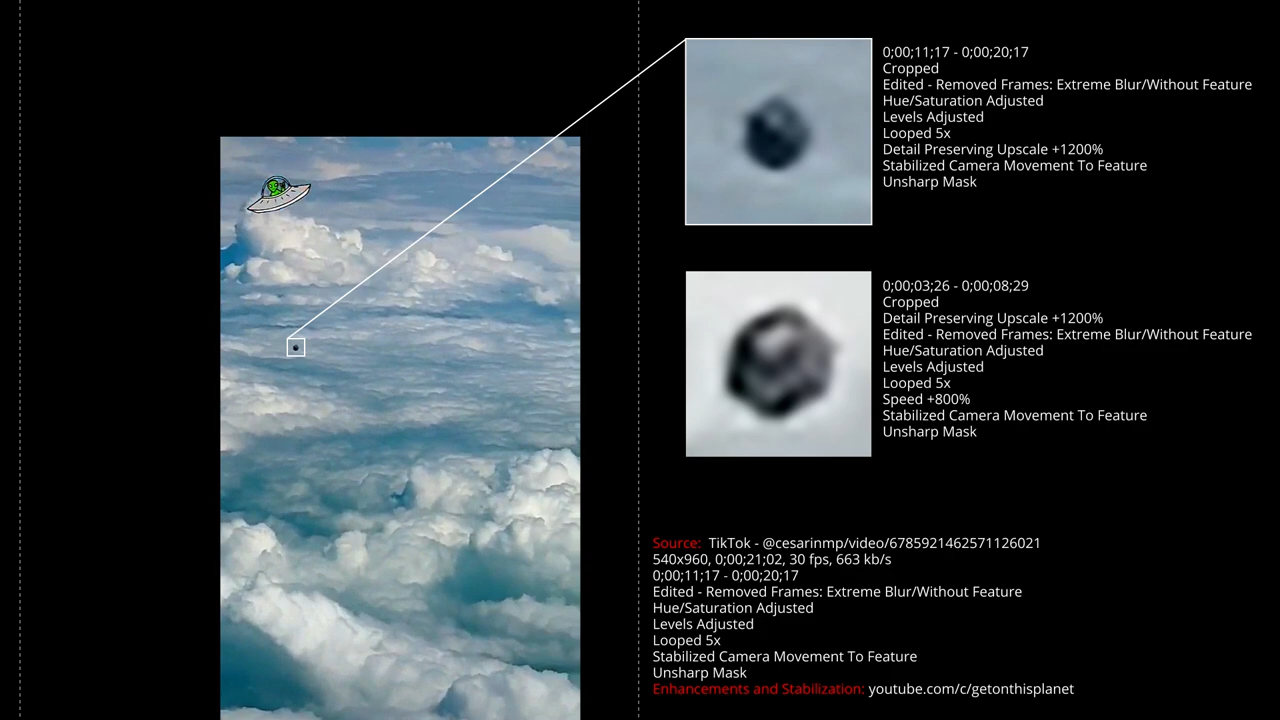 0;00;11;17 - 0;00;20;17
Cropped
Edited - Removed Frames: Extreme Blur/Without Feature
Hue/Saturation Adjusted
Levels Adjusted
Looped 5x
Detail Preserving Upscale +1200%
Stabilized Camera Movement To Feature
Unsharp Mask
0;00;03;26 - 0;00;08;29
Cropped
Detail Preserving Upscale +1200%
Edited - Removed Frames: Extreme Blur/Without Feature
Hue/Saturation Adjusted
Levels Adjusted
Looped 5x
Speed +800%
Stabilized Camera Movement To Feature
Unsharp Mask
Source: TikTok - @cesarinmp/video/6785921462571126021
540x960, 0;00;21;02, 30 fps, 663 kb/s
0;00;11;17 - 0;00;20;17
Edited - Removed Frames: Extreme Blur/Without Feature
Hue/Saturation Adjusted
Levels Adjusted
Looped 5x
Stabilized Camera Movement To Feature
Unsharp Mask
Enhancements and Stabilization: youtube.com/c/getonthisplanet